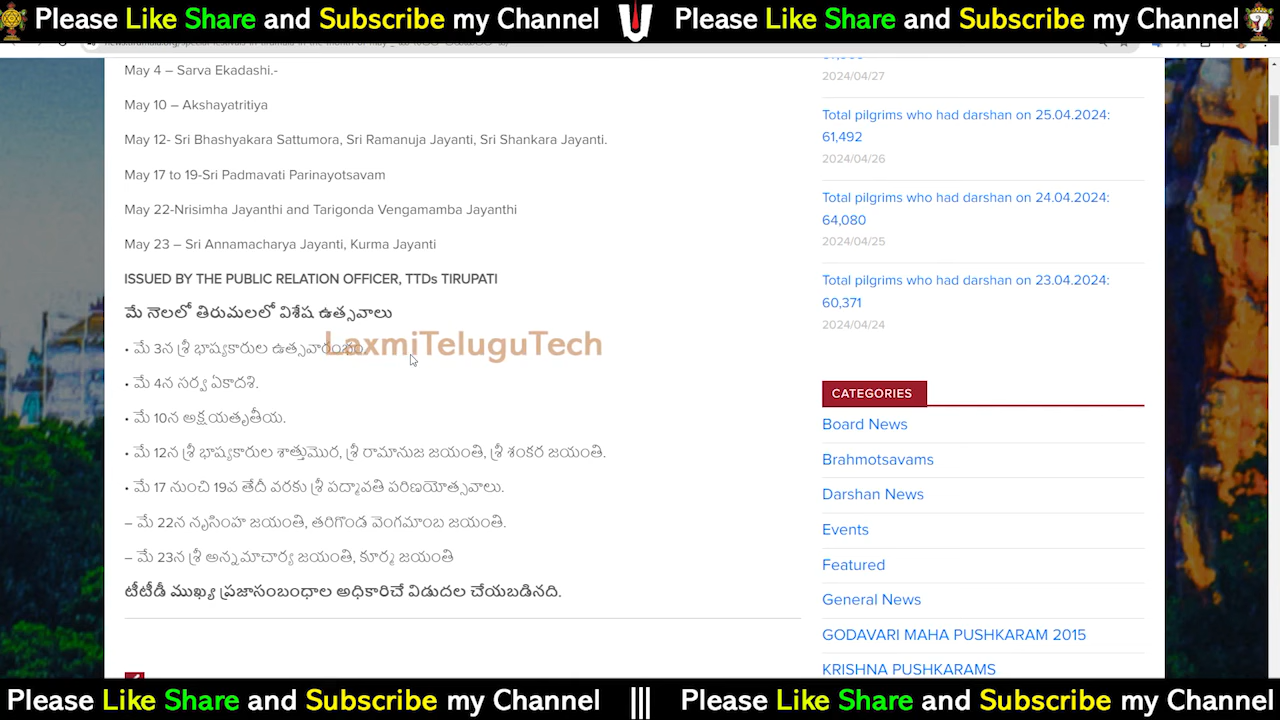 Please Like Share and Subscribe my Channel
Please Like Share and Subscribe my Channel
May 4 – Sarva Ekadashi.-
May 10 – Akshayatritiya
May 12- Sri Bhashyakara Sattumora, Sri Ramanuja Jayanti, Sri Shankara Jayanti.
May 17 to 19-Sri Padmavati Parinayotsavam
May 22-Nrisimha Jayanthi and Tarigonda Vengamamba Jayanthi
May 23 – Sri Annamacharya Jayanti, Kurma Jayanti
ISSUED BY THE PUBLIC RELATION OFFICER, TTDs TIRUPATI
మే నెలలో తిరుమలలో విశేష ఉత్సవాలు
• మే 3న శ్రీ భాష్యకారుల ఉత్సవారంభం.
LaxmiTeluguTech
• మే 4న సర్వ ఏకాదశి.
• మే 10న అక్షయతృతీయ.
• మే 12న శ్రీ భాష్యకారుల శాత్తుమొర, శ్రీ రామానుజ జయంతి, శ్రీ శంకర జయంతి.
• మే 17 నుంచి 19వ తేదీ వరకు శ్రీ పద్మావతి పరిణయోత్సవాలు.
– మే 22న నృసింహ జయంతి, తరిగొండ వెంగమాంబ జయంతి.
– మే 23న శ్రీ అన్నమాచార్య జయంతి, కూర్మ జయంతి
టీటీడీ ముఖ్య ప్రజాసంబంధాల అధికారిచే విడుదల చేయబడినది.
2024/04/27
Total pilgrims who had darshan on 25.04.2024:
61,492
2024/04/26
Total pilgrims who had darshan on 24.04.2024:
64,080
2024/04/25
Total pilgrims who had darshan on 23.04.2024:
60,371
2024/04/24
CATEGORIES
Board News
Brahmotsavams
Darshan News
Events
Featured
General News
GODAVARI MAHA PUSHKARAM 2015
KRISHNA PUSHKARAMS
Please Like Share and Subscribe my Channel
|||
Please Like Share and Subscribe my Channel